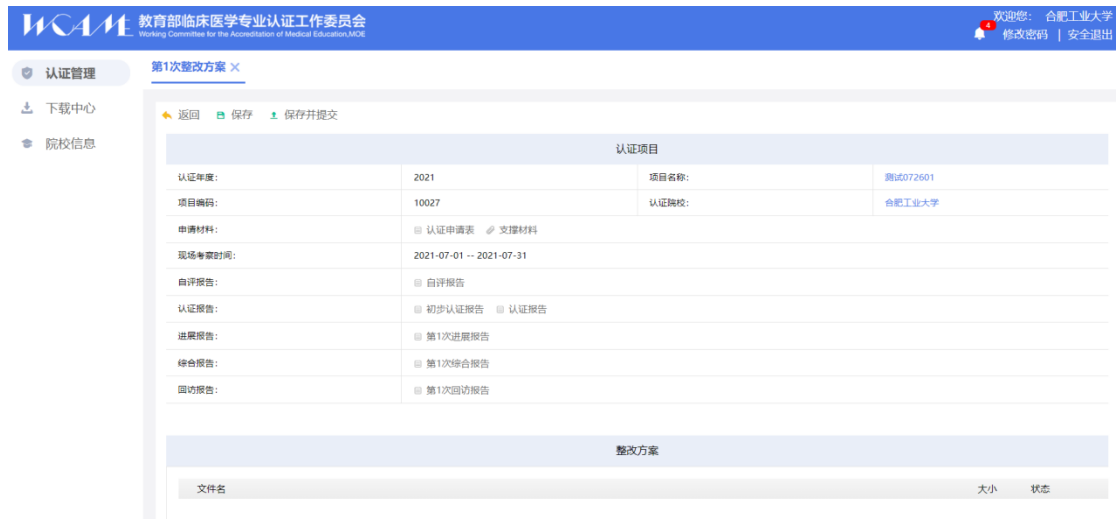 WCAME 教育部临床医学专业认证工作委员会 欢迎您: 合肥工业大学
Working Committee for the Accreditation of Medical Education,MOE 4 修改密码 | 安全退出
认证管理 第1次整改方案 ×
下载中心
院校信息
返回 保存 保存并提交
认证项目
认证年度: 2021 项目名称: 测试072601
项目编码: 10027 认证院校: 合肥工业大学
申请材料: 认证申请表 支撑材料
现场考察时间: 2021-07-01 -- 2021-07-31
自评报告: 自评报告
认证报告: 初步认证报告 认证报告
进展报告: 第1次进展报告
综合报告: 第1次综合报告
回访报告: 第1次回访报告
整改方案
文件名 大小 状态